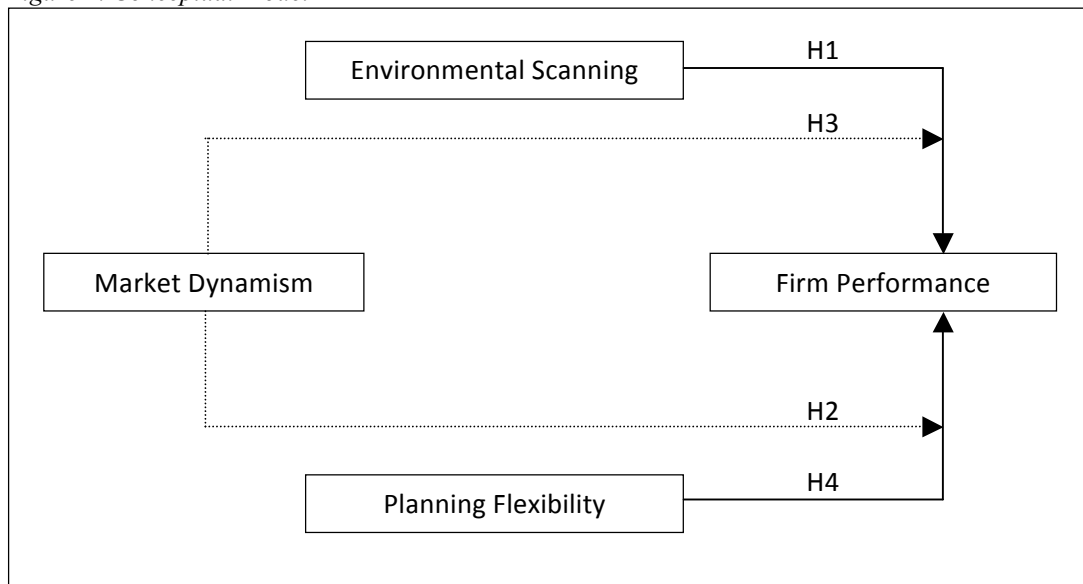 H1
Environmental Scanning
H3
Market Dynamism
Firm Performance
H2
Planning Flexibility
H4